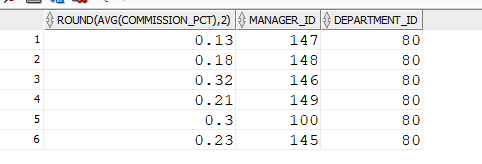 ROUND(AVG(COMMISSION_PCT),2) MANAGER_ID DEPARTMENT_ID
1 0.13 147 80
2 0.18 148 80
3 0.32 146 80
4 0.21 149 80
5 0.3 100 80
6 0.23 145 80